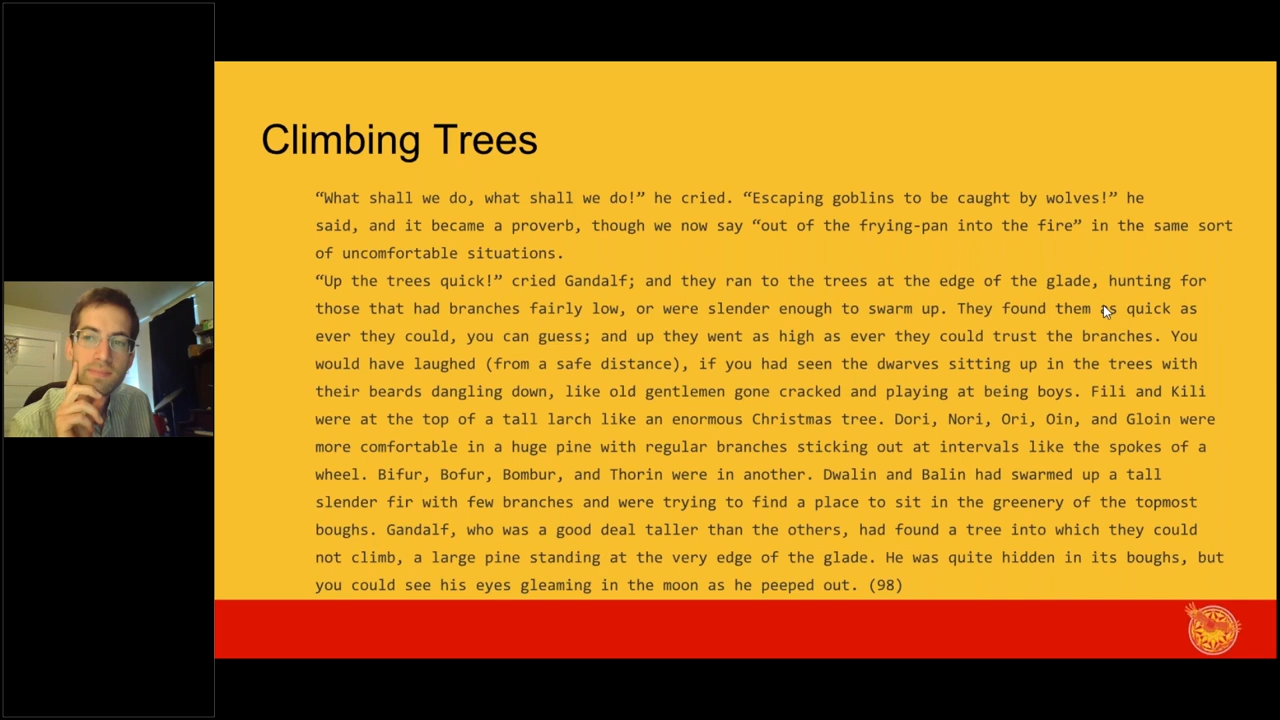 Climbing Trees
“What shall we do, what shall we do!” he cried. “Escaping goblins to be caught by wolves!” he
said, and it became a proverb, though we now say “out of the frying-pan into the fire” in the same sort
of uncomfortable situations.
“Up the trees quick!” cried Gandalf; and they ran to the trees at the edge of the glade, hunting for
those that had branches fairly low, or were slender enough to swarm up. They found them as quick as
ever they could, you can guess; and up they went as high as ever they could trust the branches. You
would have laughed (from a safe distance), if you had seen the dwarves sitting up in the trees with
their beards dangling down, like old gentlemen gone cracked and playing at being boys. Fili and Kili
were at the top of a tall larch like an enormous Christmas tree. Dori, Nori, Ori, Oin, and Gloin were
more comfortable in a huge pine with regular branches sticking out at intervals like the spokes of a
wheel. Bifur, Bofur, Bombur, and Thorin were in another. Dwalin and Balin had swarmed up a tall
slender fir with few branches and were trying to find a place to sit in the greenery of the topmost
boughs. Gandalf, who was a good deal taller than the others, had found a tree into which they could
not climb, a large pine standing at the very edge of the glade. He was quite hidden in its boughs, but
you could see his eyes gleaming in the moon as he peeped out. (98)